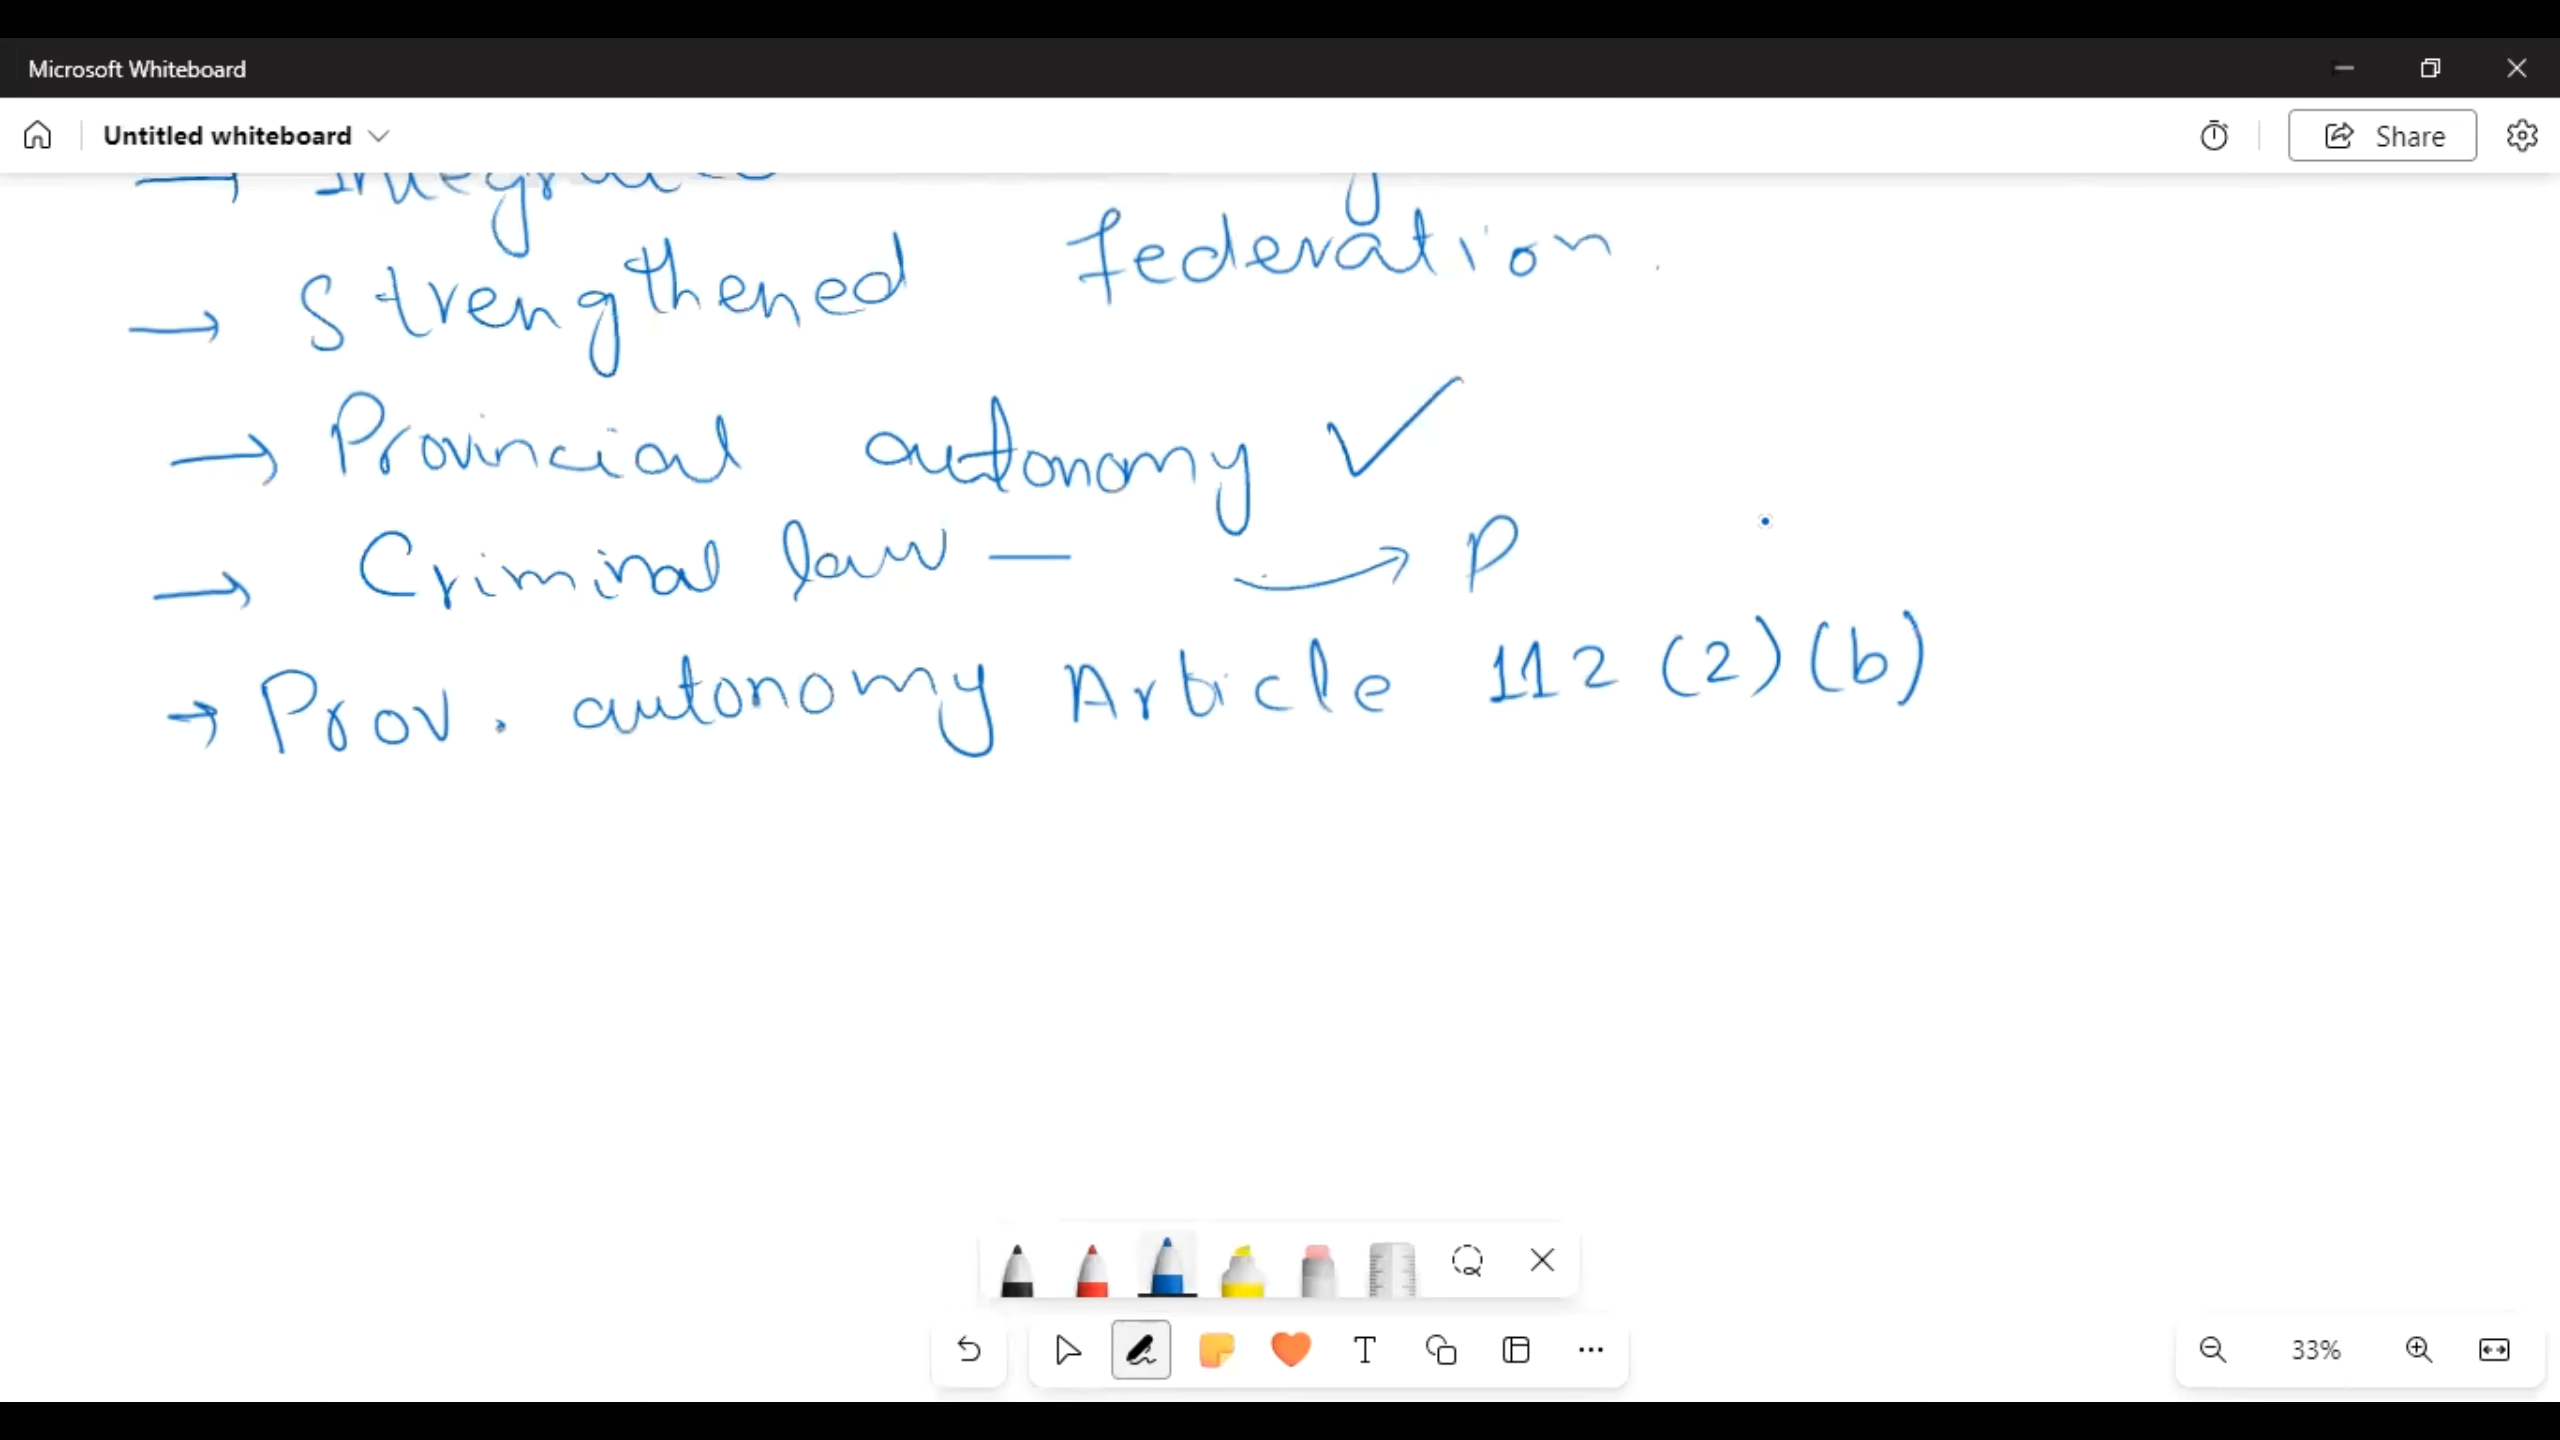 Microsoft Whiteboard
Untitled whiteboard
Share
→ Strengthened Federation.
→ Provincial autonomy ✓
→ Criminal law — → P
→ Prov. autonomy Article 112 (2) (b)
T
33%